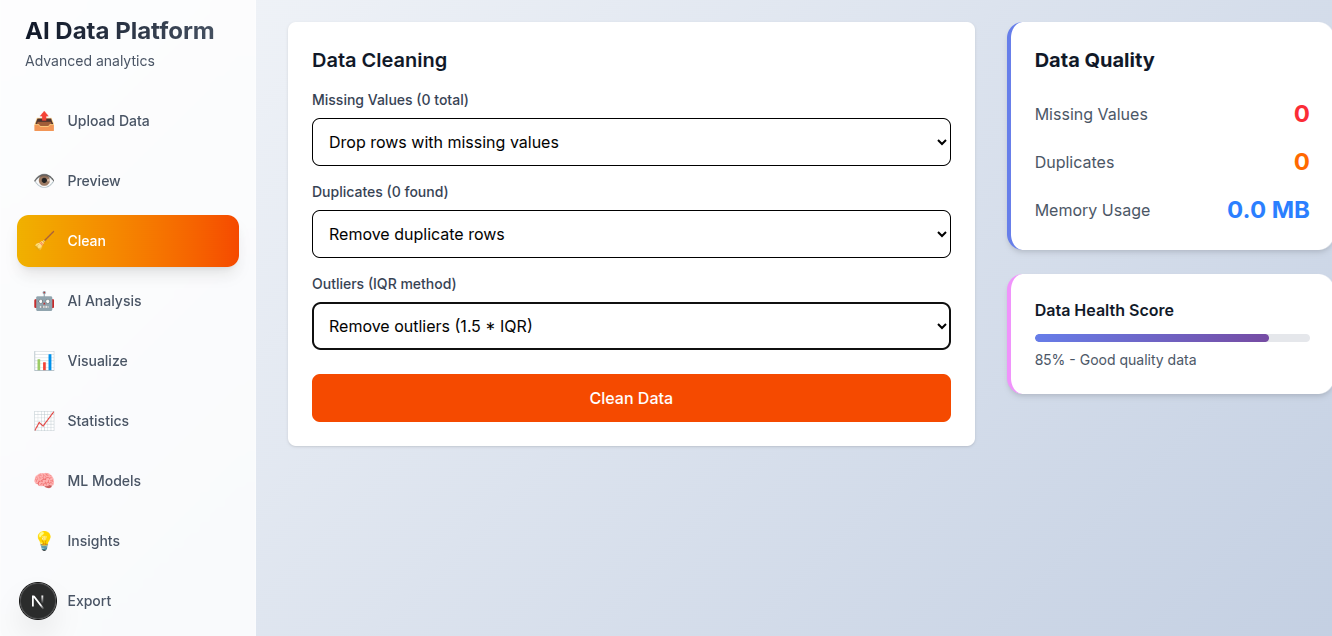 AI Data Platform
Advanced analytics
Upload Data
Preview
Clean
AI Analysis
Visualize
Statistics
ML Models
Insights
N
Export
Data Cleaning
Missing Values (0 total)
Drop rows with missing values
Duplicates (0 found)
Remove duplicate rows
Outliers (IQR method)
Remove outliers (1.5 * IQR)
Clean Data
Data Quality
Missing Values 0
Duplicates 0
Memory Usage 0.0 MB
Data Health Score
85% - Good quality data